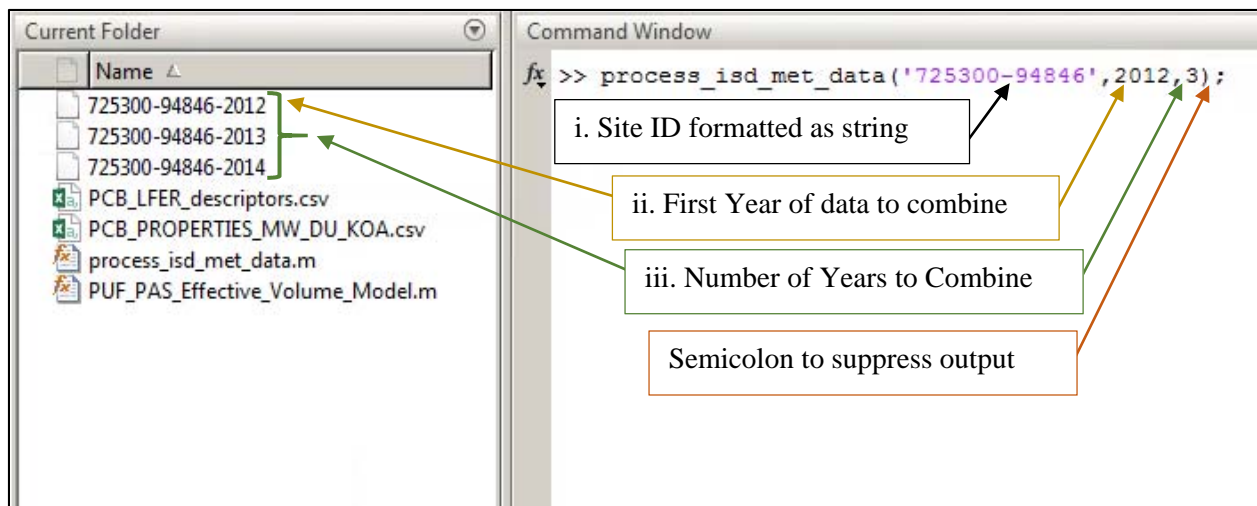 Current Folder
Name
725300-94846-2012
725300-94846-2013
725300-94846-2014
PCB_LFER_descriptors.csv
PCB_PROPERTIES_MW_DU_KOA.csv
process_isd_met_data.m
PUF_PAS_Effective_Volume_Model.m
Command Window
fx >> process_isd_met_data('725300-94846',2012,3);
i. Site ID formatted as string
ii. First Year of data to combine
iii. Number of Years to Combine
Semicolon to suppress output